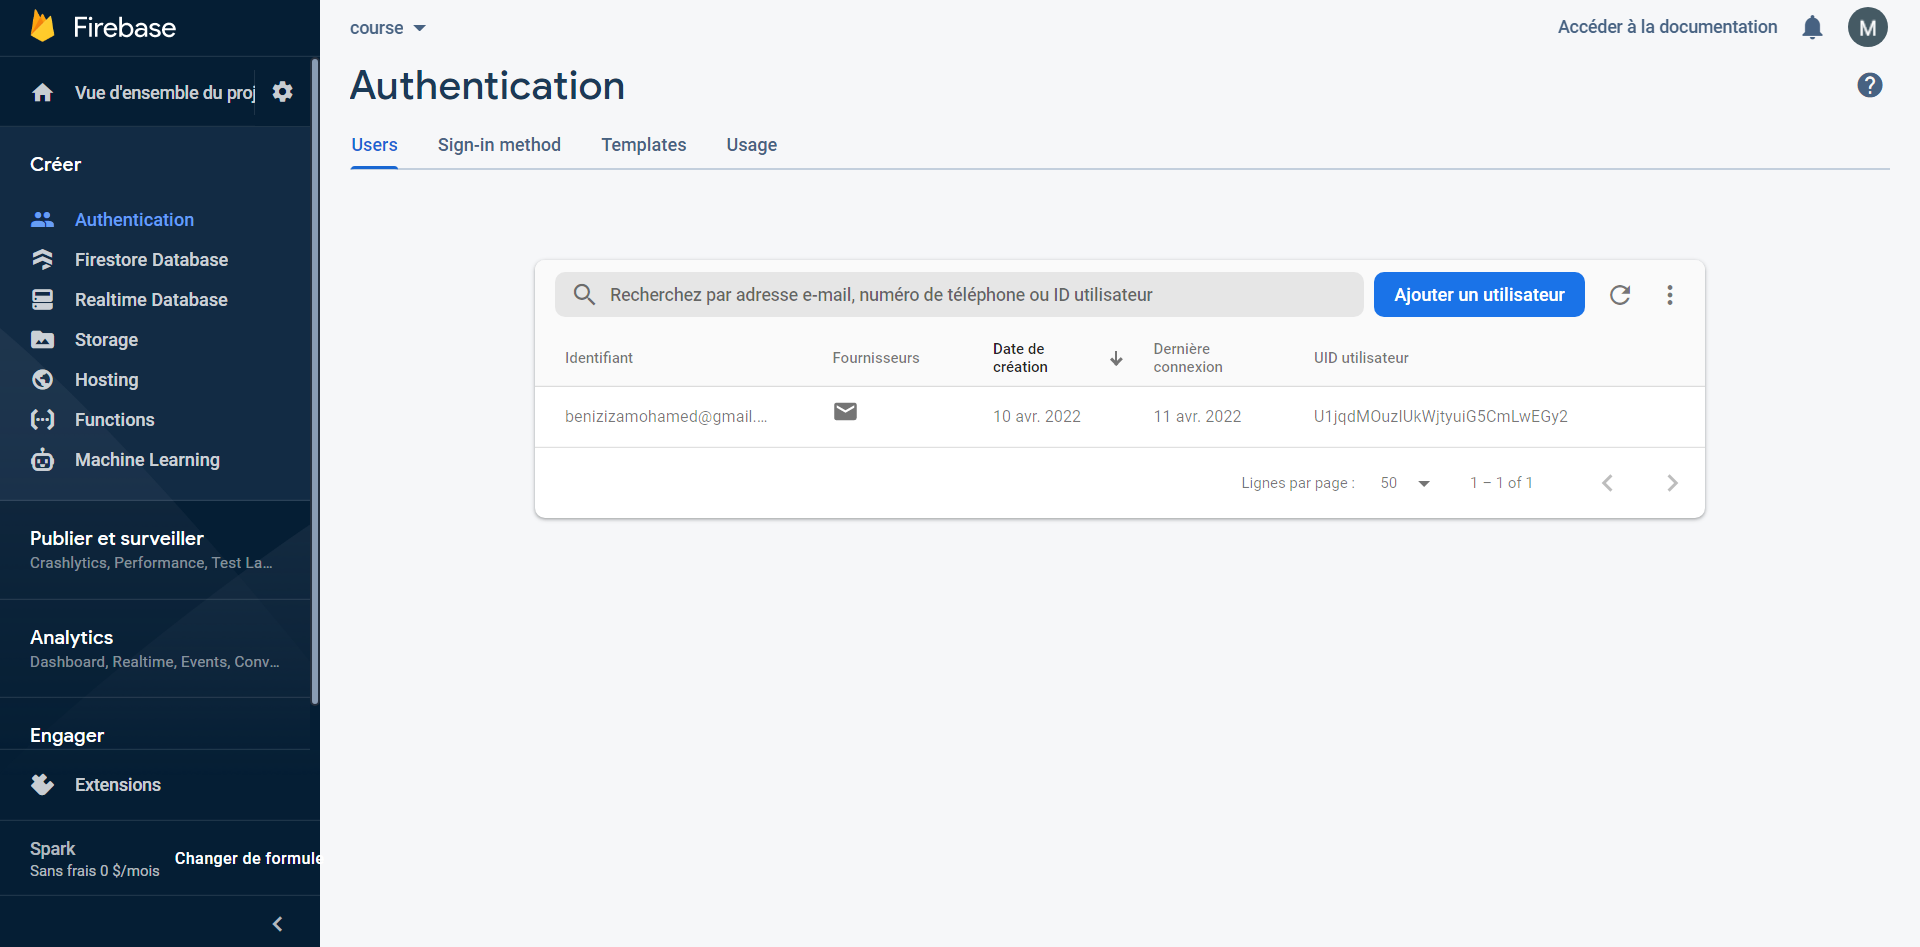 Firebase
Vue d'ensemble du proj
Créer
Authentication
Firestore Database
Realtime Database
Storage
Hosting
Functions
Machine Learning
Publier et surveiller
Crashlytics, Performance, Test La...
Analytics
Dashboard, Realtime, Events, Conv...
Engager
Extensions
Spark
Sans frais 0 $/mois
Changer de formule
course
Accéder à la documentation
M
Authentication
?
Users Sign-in method Templates Usage
Recherchez par adresse e-mail, numéro de téléphone ou ID utilisateur
Ajouter un utilisateur
Identifiant Fournisseurs Date de création Dernière connexion UID utilisateur
benizizamohamed@gmail.... 10 avr. 2022 11 avr. 2022 U1jqdMOuzIUkWjtyuiG5CmLwEGy2
Lignes par page : 50 1 – 1 of 1